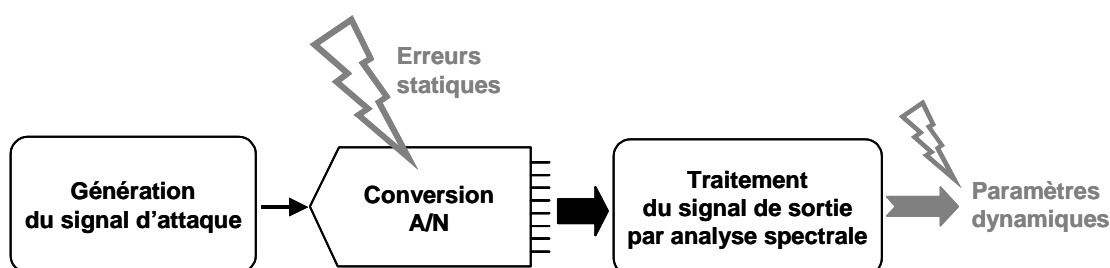 Erreurs
statiques
Génération
du signal d'attaque
Conversion
A/N
Traitement
du signal de sortie
par analyse spectrale
Paramètres
dynamiques